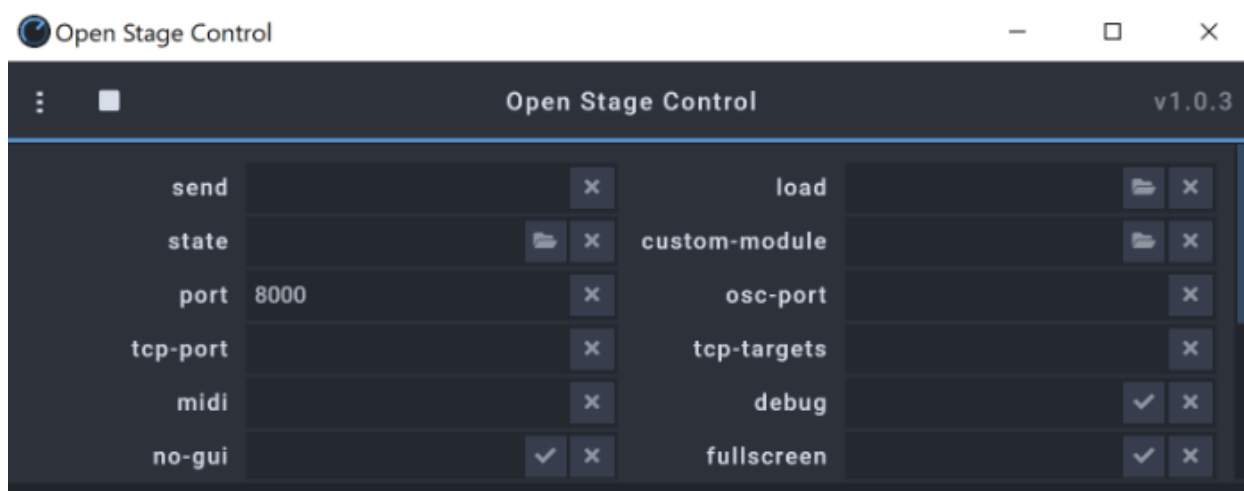 Open Stage Control
Open Stage Control v1.0.3
send load
state custom-module
port 8000 osc-port
tcp-port tcp-targets
midi debug
no-gui fullscreen